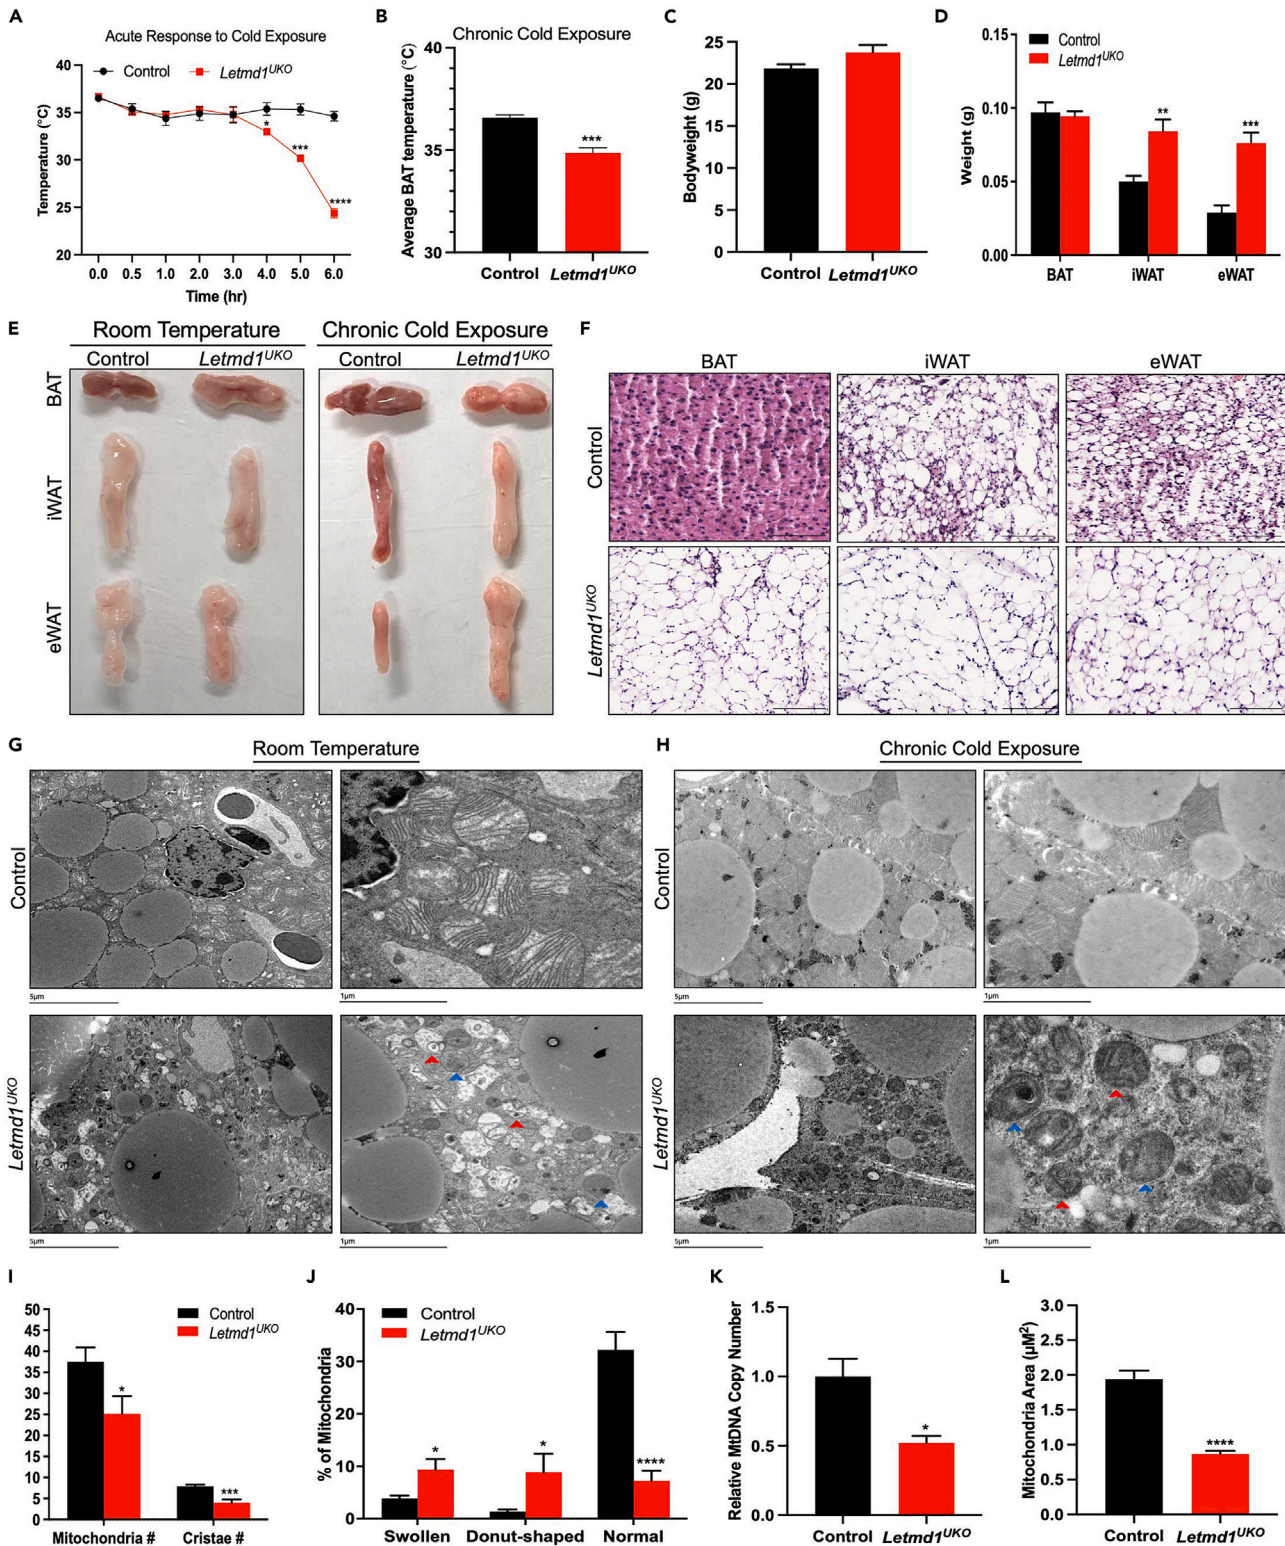 A
Acute Response to Cold Exposure
Control
Letmd1UKO
Temperature (°C)
40
35
30
25
20
*
***
****
0.0 0.5 1.0 2.0 3.0 4.0 5.0 6.0
Time (hr)
B
Chronic Cold Exposure
Average BAT temperature (°C)
40
35
30
***
Control Letmd1UKO
C
Bodyweight (g)
25
20
15
10
5
0
Control Letmd1UKO
D
Control
Letmd1UKO
Weight (g)
0.15
0.10
0.05
0.00
**
***
BAT iWAT eWAT
E
Room Temperature Chronic Cold Exposure
Control Letmd1UKO Control Letmd1UKO
BAT
iWAT
eWAT
F
BAT iWAT eWAT
Control
Letmd1UKO
G
Room Temperature
Control
5µm 1µm
Letmd1UKO
5µm 1µm
H
Chronic Cold Exposure
Control
5µm 1µm
Letmd1UKO
5µm 1µm
I
Control
Letmd1UKO
50
45
40
35
30
25
20
15
10
5
0
*
***
Mitochondria # Cristae #
J
Control
Letmd1UKO
% of Mitochondria
40
30
20
10
0
*
*
****
Swollen Donut-shaped Normal
K
Relative MtDNA Copy Number
1.5
1.0
0.5
0.0
*
Control Letmd1UKO
L
Mitochondria Area (µM2)
3.0
2.5
2.0
1.5
1.0
0.5
0.0
****
Control Letmd1UKO